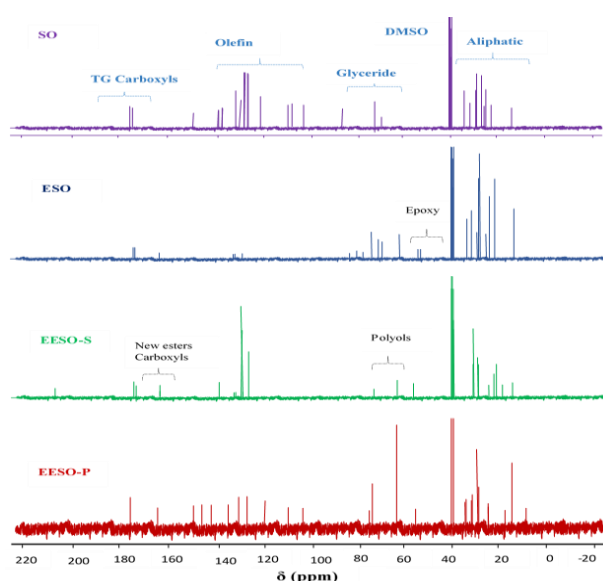 SO
Olefin
DMSO
Aliphatic
TG Carboxyls
Glyceride
ESO
Epoxy
EESO-S
New esters
Carboxyls
Polyols
EESO-P
220 200 180 160 140 120 100 80 60 40 20 0 -20
δ (ppm)